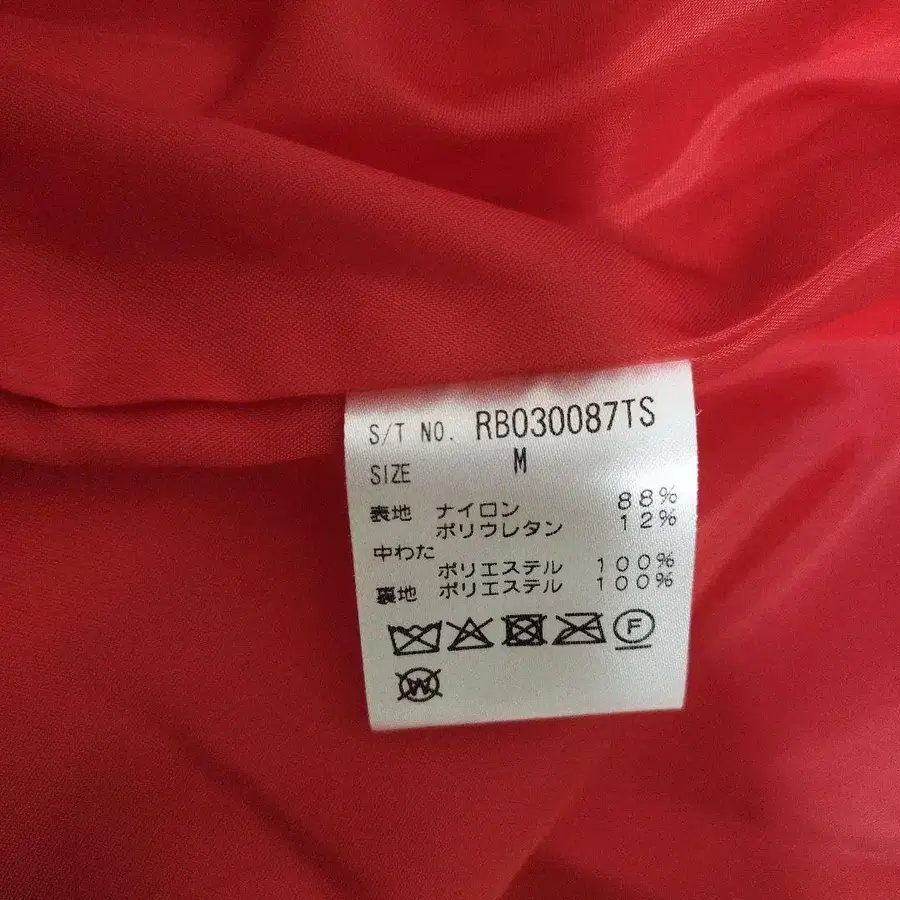 S/T NO. RB030087TS
SIZE M
表地 ナイロン 88%
ポリウレタン 12%
中わた
ポリエステル 100%
裏地 ポリエステル 100%
F
W